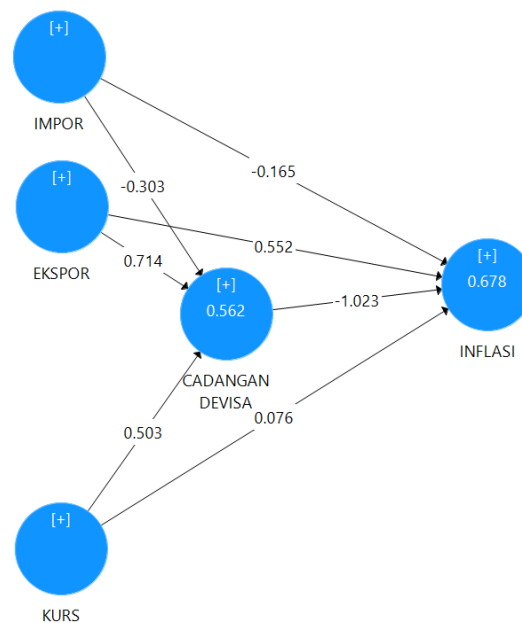 [+]
IMPOR
-0.303
-0.165
[+]
EKSPOR
0.714
0.552
[+]
0.562
CADANGAN
DEVISA
-1.023
[+]
0.678
INFLASI
0.503
0.076
[+]
KURS